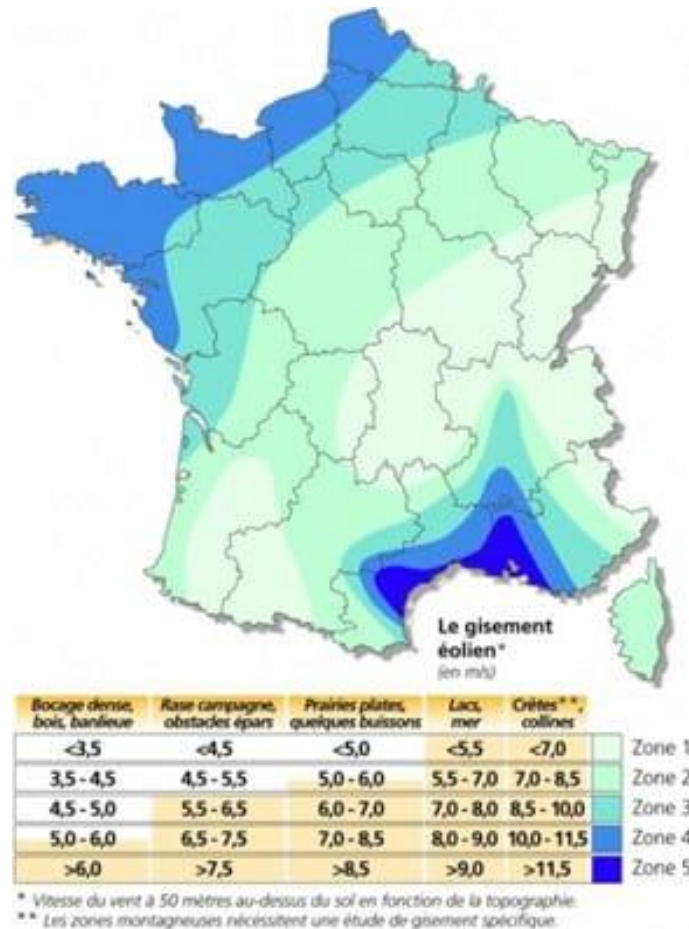 Le gisement
éolien*
(en m/s)
Bocage dense, bois, banlieue Rase campagne, obstades épars Prairies plates, quelques buissons Lacs, mer Crêtes**, collines
<3,5 <4,5 <5,0 <5,5 <7,0 Zone 1
3,5 - 4,5 4,5 - 5,5 5,0 - 6,0 5,5 - 7,0 7,0 - 8,5 Zone 2
4,5 - 5,0 5,5 - 6,5 6,0 - 7,0 7,0 - 8,0 8,5 - 10,0 Zone 3
5,0 - 6,0 6,5 - 7,5 7,0 - 8,5 8,0 - 9,0 10,0 - 11,5 Zone 4
>6,0 >7,5 >8,5 >9,0 >11,5 Zone 5
* Vitesse du vent à 50 mètres au-dessus du sol en fonction de la topographie.
** Les zones montagneuses nécessitent une étude de gisement spécifique.